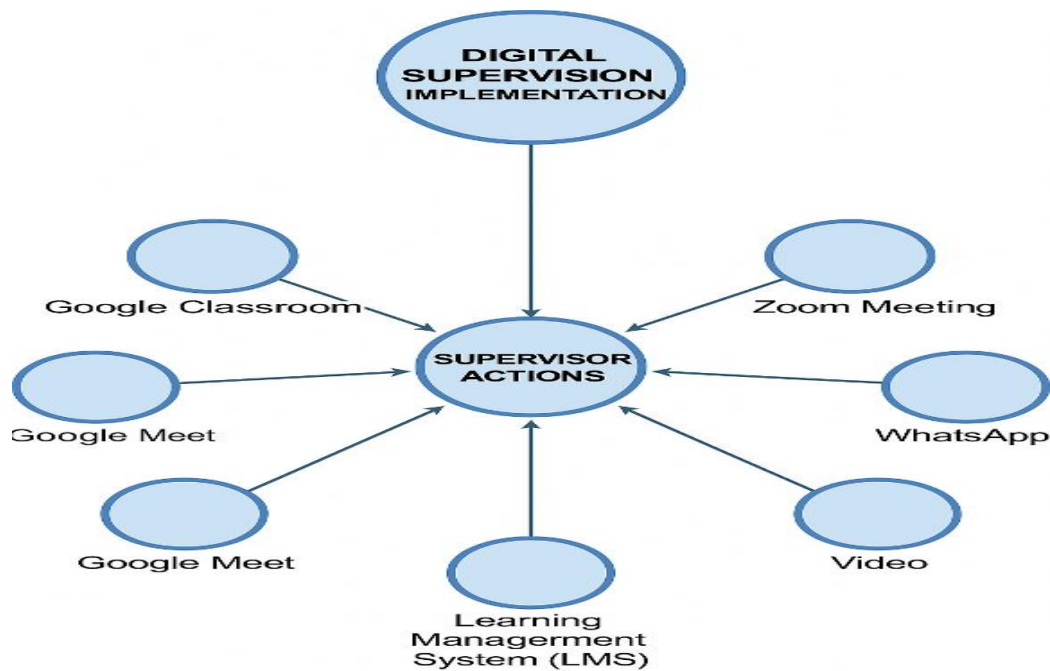 DIGITAL
SUPERVISION
IMPLEMENTATION
Google Classroom
Zoom Meeting
SUPERVISOR
ACTIONS
Google Meet
WhatsApp
Google Meet
Video
Learning
Managerment
System (LMS)